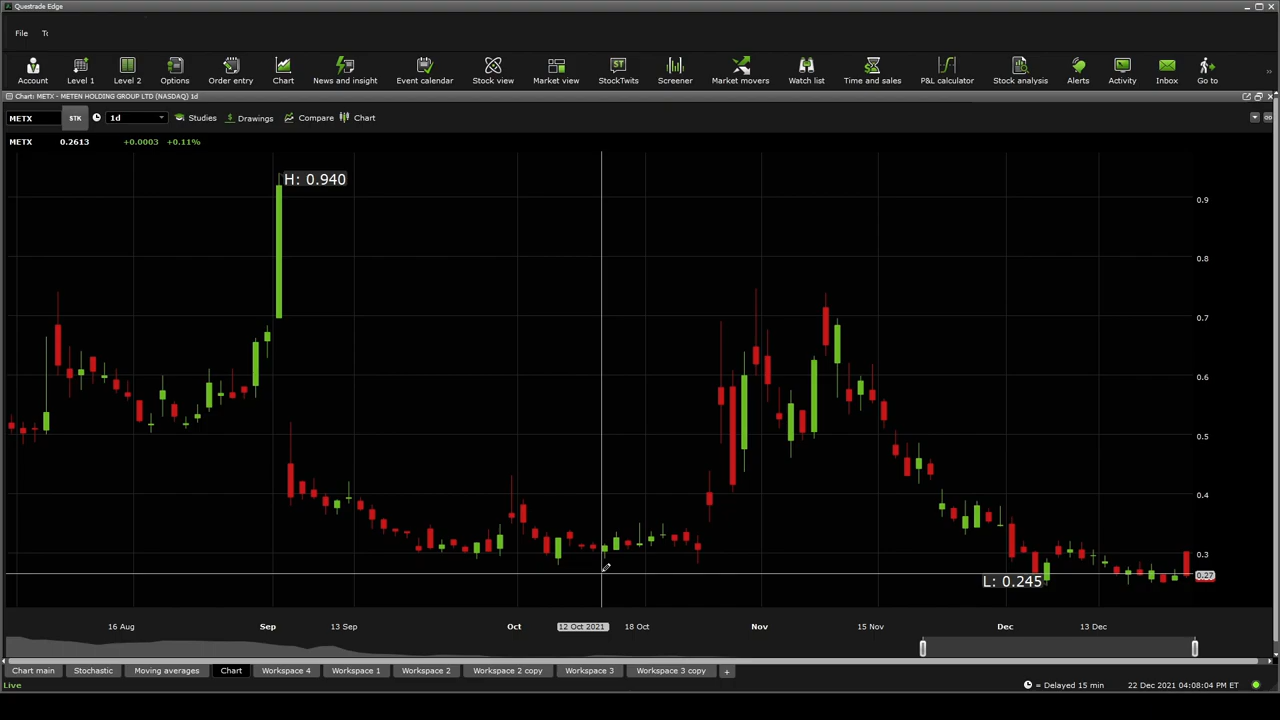 Questrade Edge
File
Account Level 1 Level 2 Options Order entry Chart News and insight Event calendar Stock view Market view StockTwits Screener Market movers Watch list Time and sales P&L calculator Stock analysis Alerts Activity Inbox Go to
Chart: METX - METEN HOLDING GROUP LTD (NASDAQ) 1d
METX STK 1d Studies Drawings Compare Chart
METX 0.2613 +0.0003 +0.11%
H: 0.940
0.9
0.8
0.7
0.6
0.5
0.4
0.3
0.27
L: 0.245
16 Aug Sep 13 Sep Oct 12 Oct 2021 18 Oct Nov 15 Nov Dec 13 Dec
Chart main Stochastic Moving averages Chart Workspace 4 Workspace 1 Workspace 2 Workspace 2 copy Workspace 3 Workspace 3 copy +
Live = Delayed 15 min 22 Dec 2021 04:08:04 PM ET